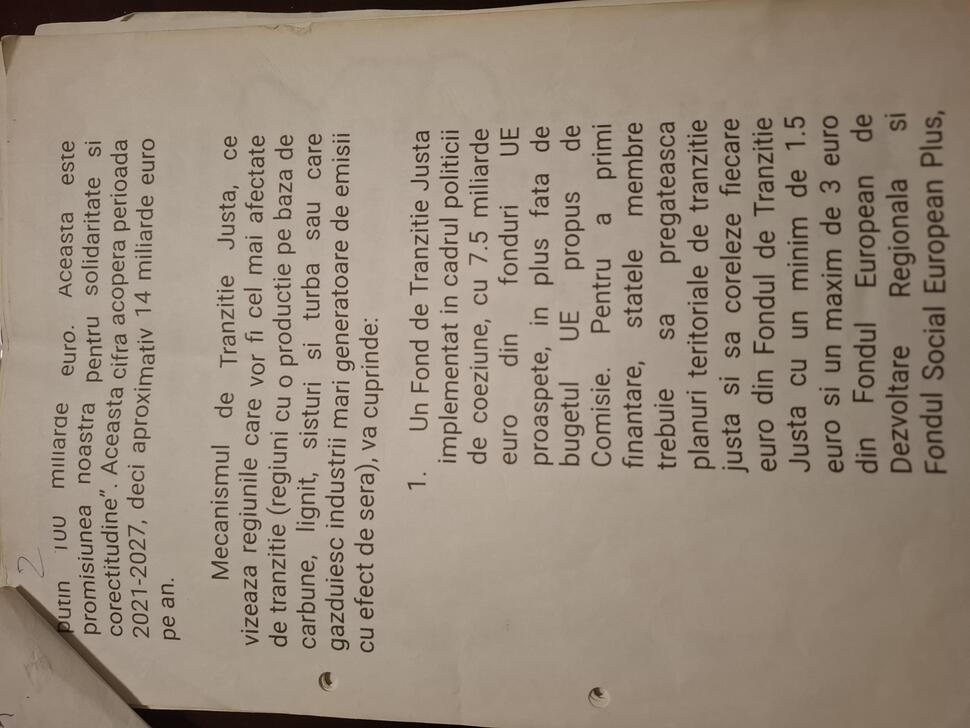 2
putin 100 miliarde euro. Aceasta este
promisiunea noastra pentru solidaritate si
corectitudine”. Aceasta cifra acopera perioada
2021-2027, deci aproximativ 14 miliarde euro
pe an.
Mecanismul de Tranzitie Justa, ce
vizeaza regiunile care vor fi cel mai afectate
de tranzitie (regiuni cu o productie pe baza de
carbune, lignit, sisturi si turba sau care
gazduiesc industrii mari generatoare de emisii
cu efect de sera), va cuprinde:
1. Un Fond de Tranzitie Justa
implementat in cadrul politicii
de coeziune, cu 7.5 miliarde
euro din fonduri UE
proaspete, in plus fata de
bugetul UE propus de
Comisie. Pentru a primi
finantare, statele membre
trebuie sa pregateasca
planuri teritoriale de tranzitie
justa si sa coreleze fiecare
euro din Fondul de Tranzitie
Justa cu un minim de 1.5
euro si un maxim de 3 euro
din Fondul European de
Dezvoltare Regionala si
Fondul Social European Plus,